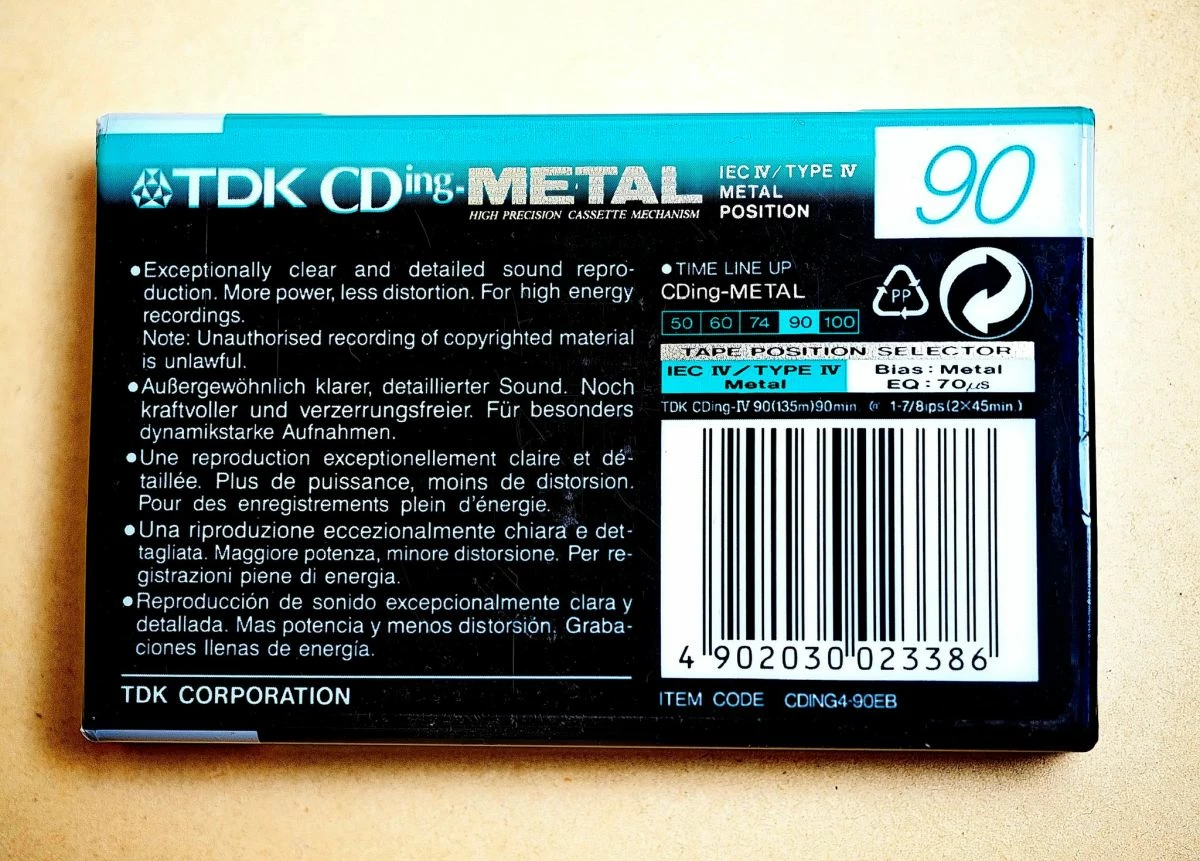 TDK CDing-METAL
HIGH PRECISION CASSETTE MECHANISM
IEC IV/TYPE IV
METAL
POSITION
90
●Exceptionally clear and detailed sound repro-
duction. More power, less distortion. For high energy
recordings.
Note: Unauthorised recording of copyrighted material
is unlawful.
●Außergewöhnlich klarer, detaillierter Sound. Noch
kraftvoller und verzerrungsfreier. Für besonders
dynamikstarke Aufnahmen.
●Une reproduction exceptionellement claire et dé-
taillée. Plus de puissance, moins de distorsion.
Pour des enregistrements plein d'énergie.
●Una riproduzione eccezionalmente chiara e det-
tagliata. Maggiore potenza, minore distorsione. Per re-
gistrazioni piene di energia.
●Reproducción de sonido excepcionalmente clara y
detallada. Mas potencia y menos distorsión. Graba-
ciones llenas de energía.
TDK CORPORATION
●TIME LINE UP
CDing-METAL
50 60 74 90 100
PP
TAPE POSITION SELECTOR
IEC IV/TYPE IV
Metal
Bias : Metal
EQ : 70μs
TDK CDing-IV 90(135m)90min. @ 1-7/8ips(2×45min.)
4 902030 023386
ITEM CODE CDING4-90EB